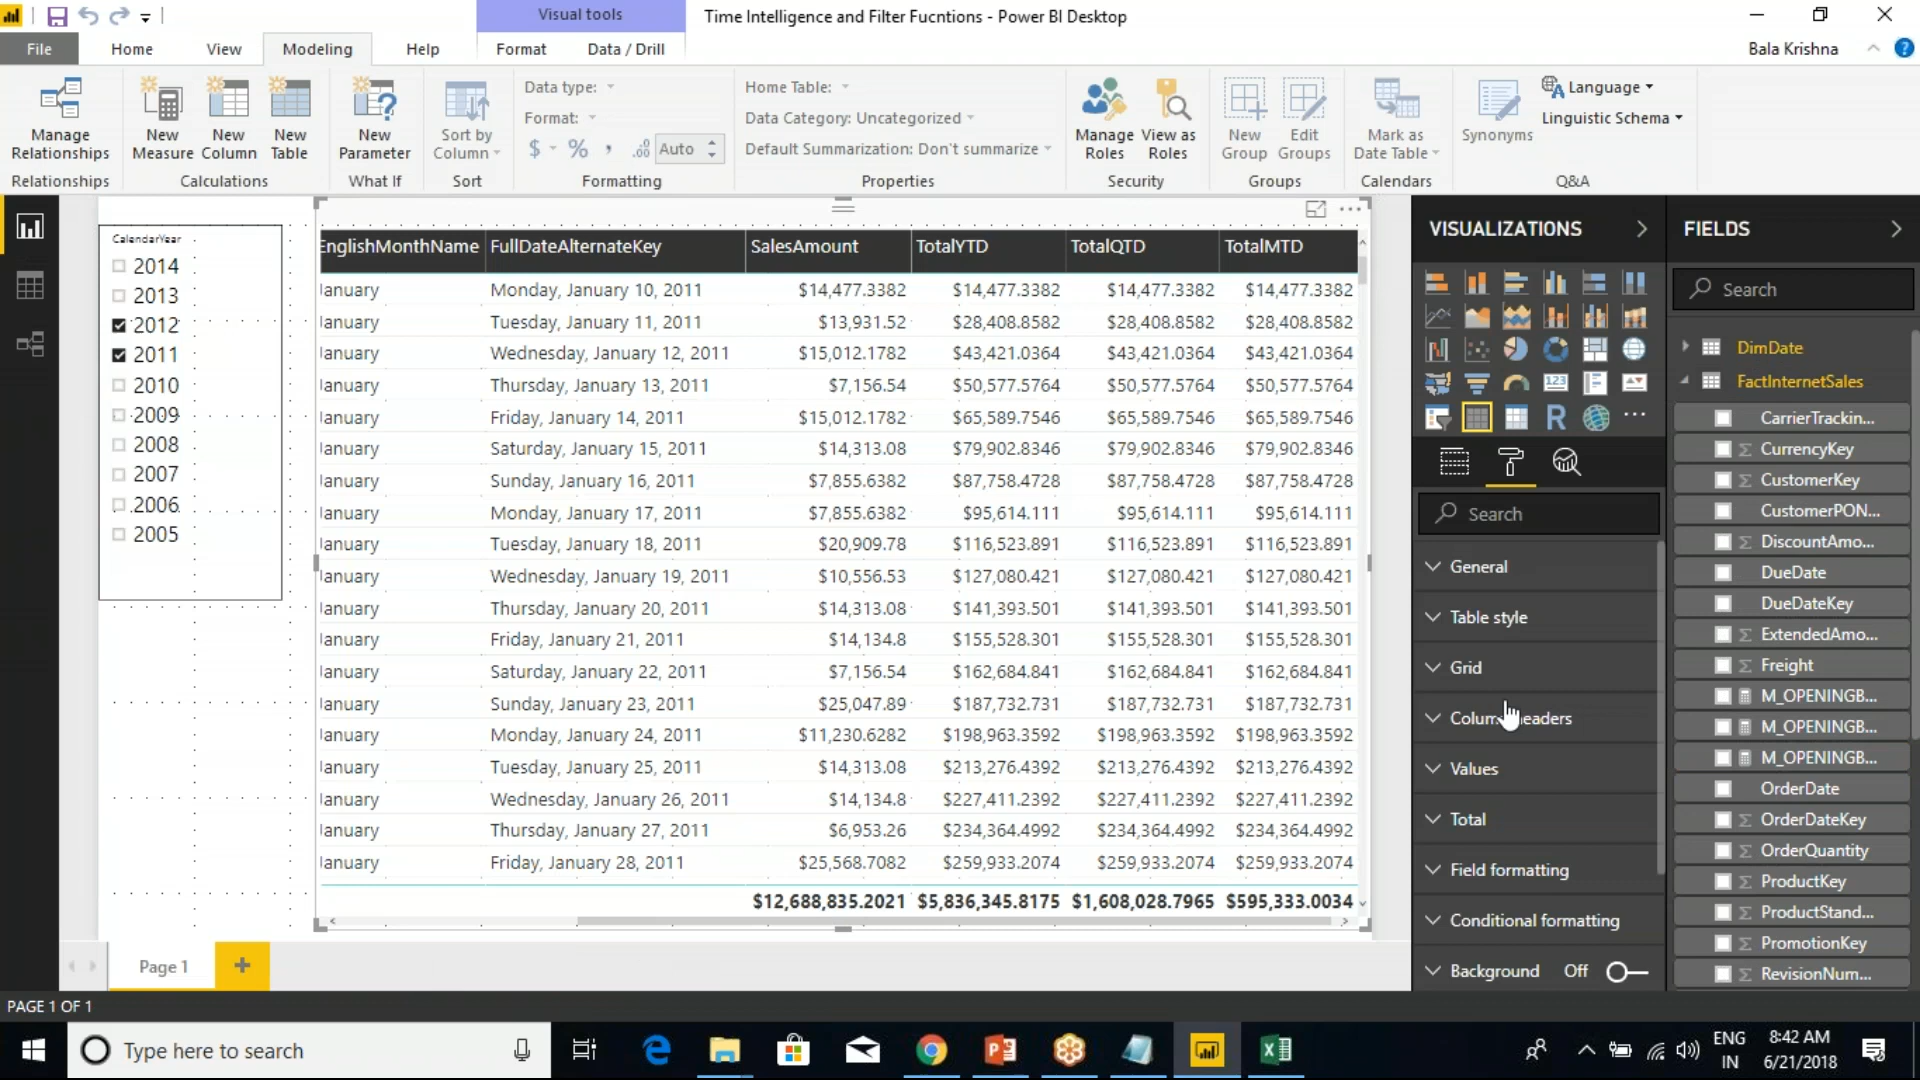 Visual tools
Time Intelligence and Filter Fucntions - Power BI Desktop
File
Home
View
Modeling
Help
Format
Data / Drill
Bala Krishna
Manage Relationships
Relationships
New Measure
New Column
New Table
Calculations
New Parameter
What If
Sort by Column
Sort
Data type:
Format:
$ % , .00 Auto
Formatting
Home Table:
Data Category: Uncategorized
Default Summarization: Don't summarize
Properties
Manage Roles
View as Roles
Security
New Group
Edit Groups
Groups
Mark as Date Table
Calendars
Synonyms
Language
Linguistic Schema
Q&A
CalendarYear
2014
2013
2012
2011
2010
2009
2008
2007
2006
2005
EnglishMonthName FullDateAlternateKey SalesAmount TotalYTD TotalQTD TotalMTD
January Monday, January 10, 2011 $14,477.3382 $14,477.3382 $14,477.3382 $14,477.3382
January Tuesday, January 11, 2011 $13,931.52 $28,408.8582 $28,408.8582 $28,408.8582
January Wednesday, January 12, 2011 $15,012.1782 $43,421.0364 $43,421.0364 $43,421.0364
January Thursday, January 13, 2011 $7,156.54 $50,577.5764 $50,577.5764 $50,577.5764
January Friday, January 14, 2011 $15,012.1782 $65,589.7546 $65,589.7546 $65,589.7546
January Saturday, January 15, 2011 $14,313.08 $79,902.8346 $79,902.8346 $79,902.8346
January Sunday, January 16, 2011 $7,855.6382 $87,758.4728 $87,758.4728 $87,758.4728
January Monday, January 17, 2011 $7,855.6382 $95,614.111 $95,614.111 $95,614.111
January Tuesday, January 18, 2011 $20,909.78 $116,523.891 $116,523.891 $116,523.891
January Wednesday, January 19, 2011 $10,556.53 $127,080.421 $127,080.421 $127,080.421
January Thursday, January 20, 2011 $14,313.08 $141,393.501 $141,393.501 $141,393.501
January Friday, January 21, 2011 $14,134.8 $155,528.301 $155,528.301 $155,528.301
January Saturday, January 22, 2011 $7,156.54 $162,684.841 $162,684.841 $162,684.841
January Sunday, January 23, 2011 $25,047.89 $187,732.731 $187,732.731 $187,732.731
January Monday, January 24, 2011 $11,230.6282 $198,963.3592 $198,963.3592 $198,963.3592
January Tuesday, January 25, 2011 $14,313.08 $213,276.4392 $213,276.4392 $213,276.4392
January Wednesday, January 26, 2011 $14,134.8 $227,411.2392 $227,411.2392 $227,411.2392
January Thursday, January 27, 2011 $6,953.26 $234,364.4992 $234,364.4992 $234,364.4992
January Friday, January 28, 2011 $25,568.7082 $259,933.2074 $259,933.2074 $259,933.2074
$12,688,835.2021 $5,836,345.8175 $1,608,028.7965 $595,333.0034
VISUALIZATIONS
123
R
Search
General
Table style
Grid
Column headers
Values
Total
Field formatting
Conditional formatting
Background Off
FIELDS
Search
DimDate
FactInternetSales
CarrierTrackin...
CurrencyKey
CustomerKey
CustomerPON...
DiscountAmo...
DueDate
DueDateKey
ExtendedAmo...
Freight
M_OPENINGB...
M_OPENINGB...
M_OPENINGB...
OrderDate
OrderDateKey
OrderQuantity
ProductKey
ProductStand...
PromotionKey
RevisionNum...
Page 1
PAGE 1 OF 1
Type here to search
ENG
IN
8:42 AM
6/21/2018